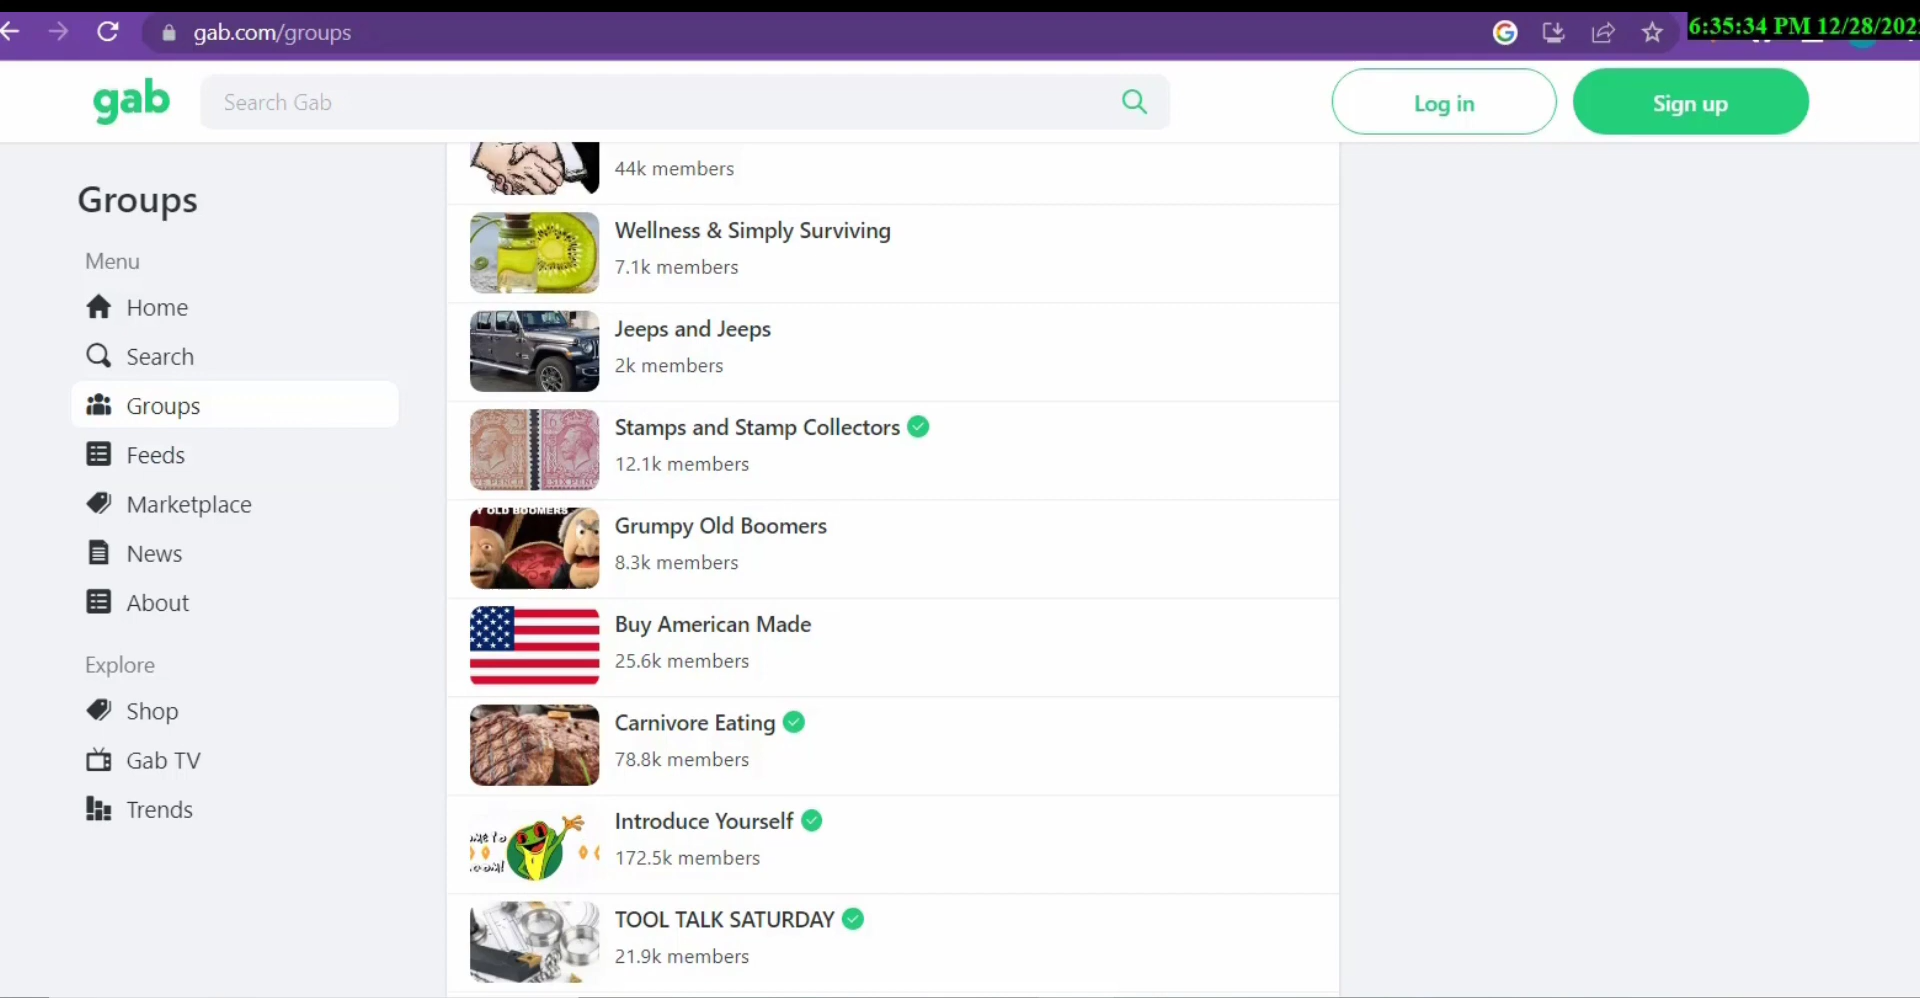 gab.com/groups
6:35:34 PM 12/28/202
gab
Search Gab
Log in
Sign up
Groups
Menu
Home
Search
Groups
Feeds
Marketplace
News
About
Explore
Shop
Gab TV
Trends
44k members
Wellness & Simply Surviving
7.1k members
Jeeps and Jeeps
2k members
Stamps and Stamp Collectors
12.1k members
Y OLD BOOMERS
Grumpy Old Boomers
8.3k members
Buy American Made
25.6k members
Carnivore Eating
78.8k members
Introduce Yourself
172.5k members
TOOL TALK SATURDAY
21.9k members